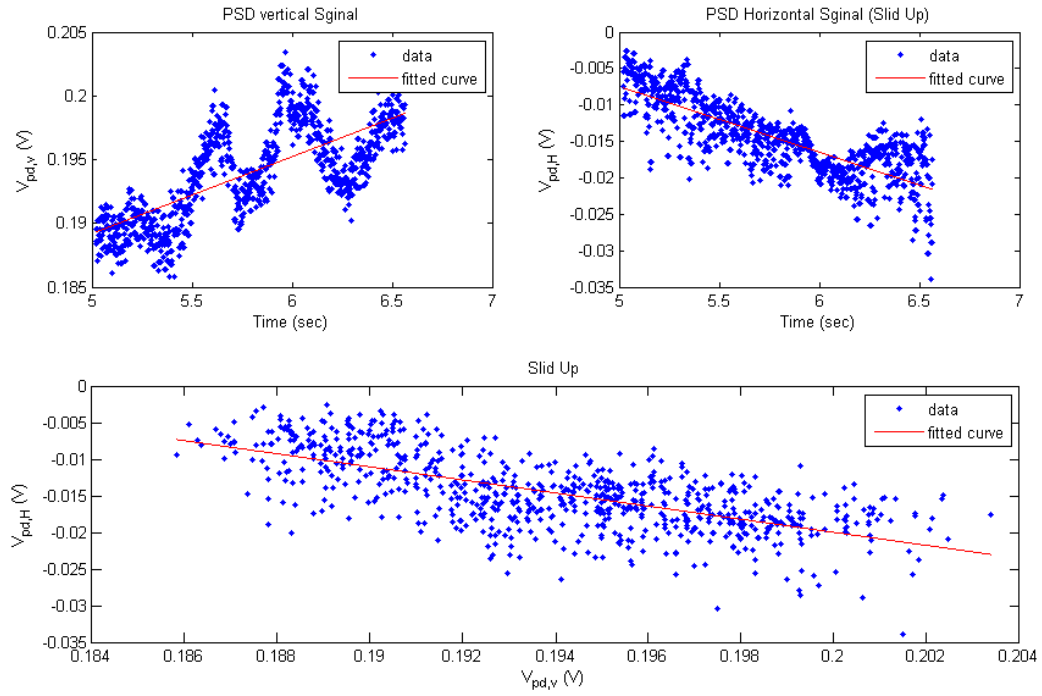 PSD vertical Sginal
0.205
0.2
0.195
0.19
0.185
V_pd,v (V)
data
fitted curve
5
5.5
6
6.5
7
Time (sec)
PSD Horizontal Sginal (Slid Up)
0
-0.005
-0.01
-0.015
-0.02
-0.025
-0.03
-0.035
V_pd,H (V)
data
fitted curve
5
5.5
6
6.5
7
Time (sec)
Slid Up
0
-0.005
-0.01
-0.015
-0.02
-0.025
-0.03
-0.035
V_pd,H (V)
data
fitted curve
0.184
0.186
0.188
0.19
0.192
0.194
0.196
0.198
0.2
0.202
0.204
V_pd,v (V)